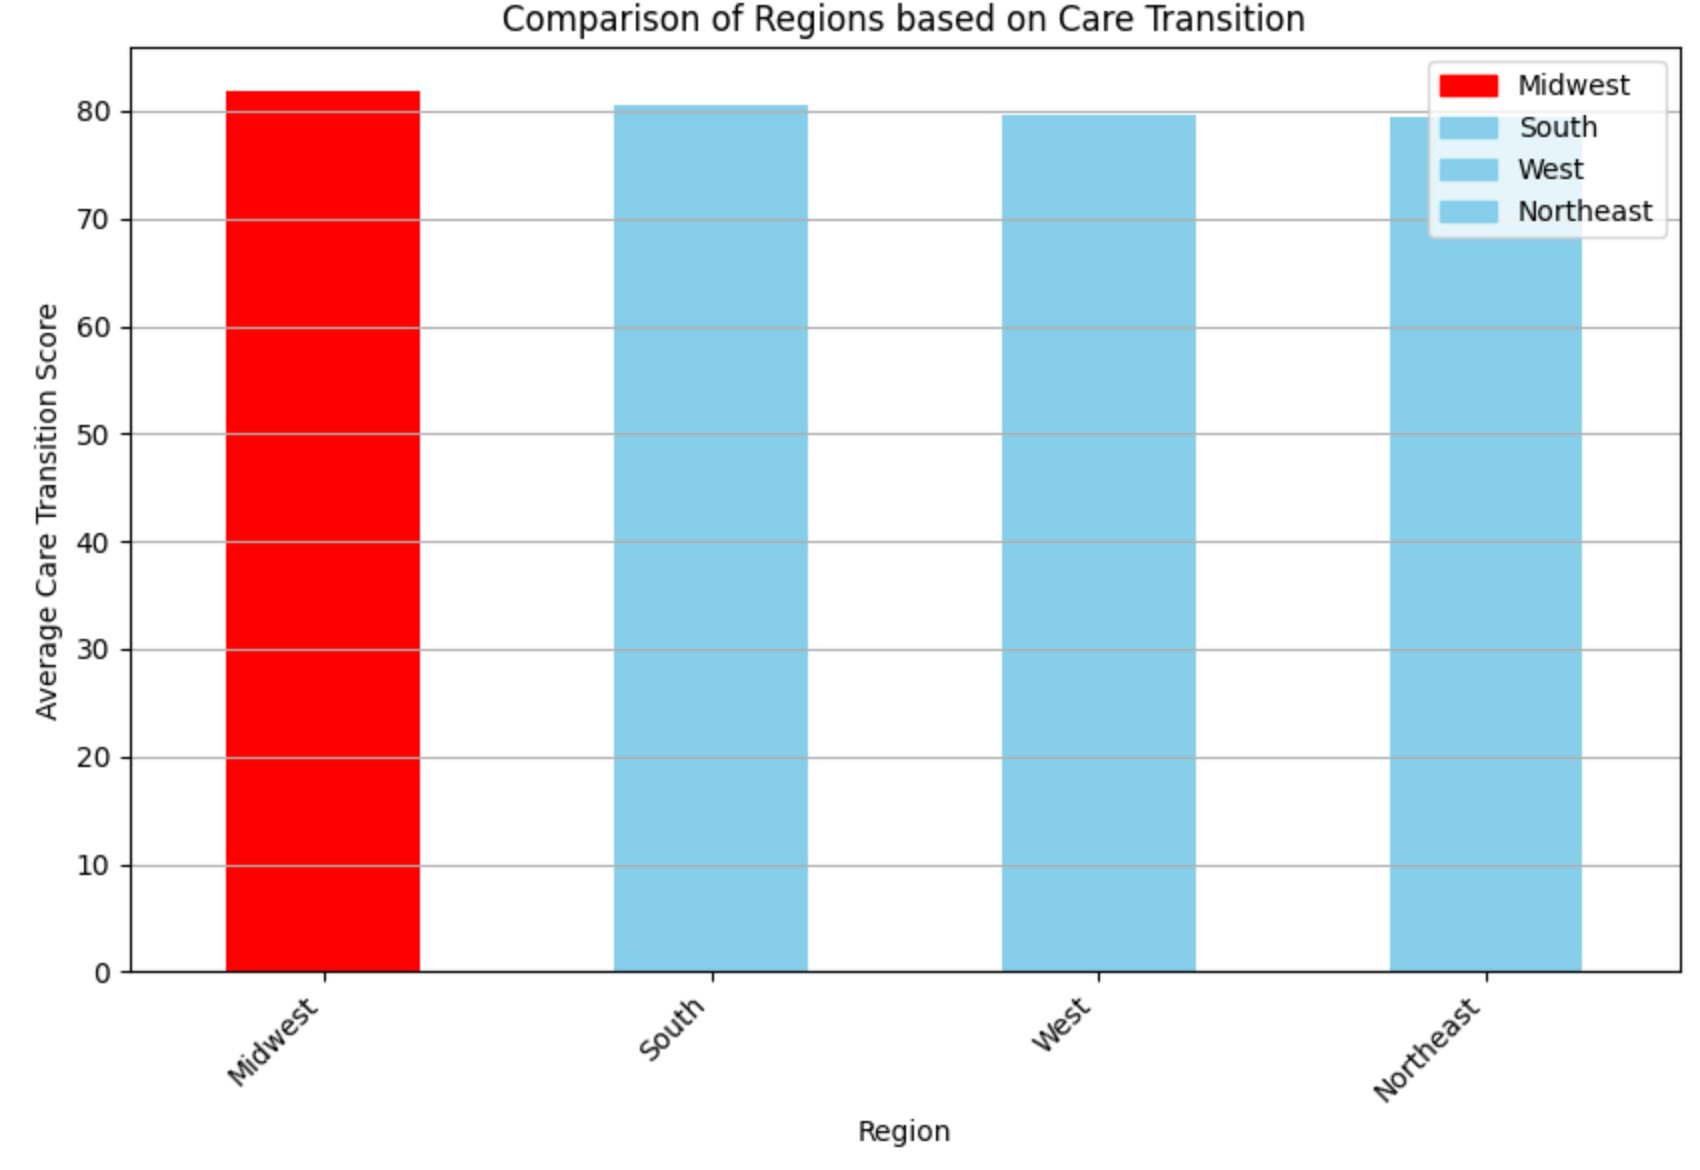 Comparison of Regions based on Care Transition
Midwest
South
West
Northeast
80
70
60
50
40
30
20
10
0
Average Care Transition Score
Midwest
South
West
Northeast
Region